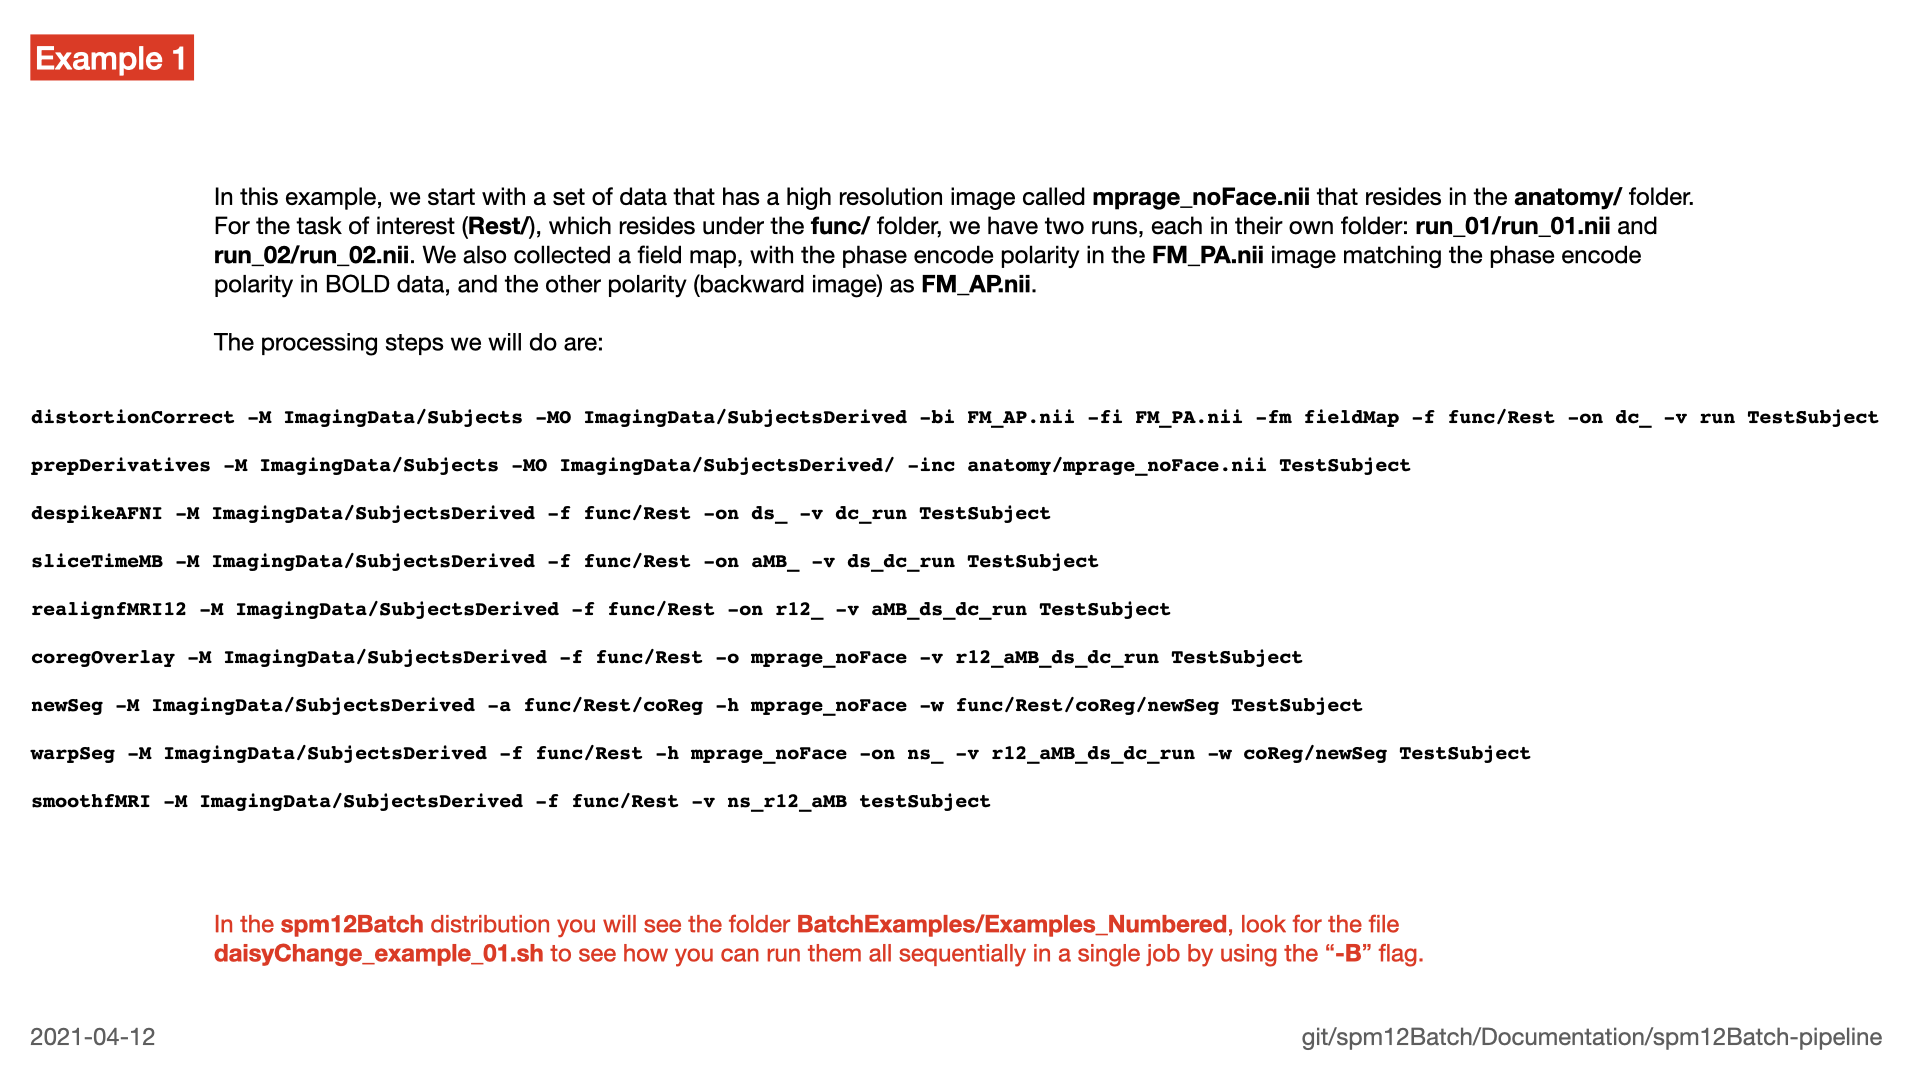 Example 1
In this example, we start with a set of data that has a high resolution image called mprage_noFace.nii that resides in the anatomy/ folder.
For the task of interest (Rest/), which resides under the func/ folder, we have two runs, each in their own folder: run_01/run_01.nii and
run_02/run_02.nii. We also collected a field map, with the phase encode polarity in the FM_PA.nii image matching the phase encode
polarity in BOLD data, and the other polarity (backward image) as FM_AP.nii.
The processing steps we will do are:
distortionCorrect -M ImagingData/Subjects -MO ImagingData/SubjectsDerived -bi FM_AP.nii -fi FM_PA.nii -fm fieldMap -f func/Rest -on dc_ -v run TestSubject
prepDerivatives -M ImagingData/Subjects -MO ImagingData/SubjectsDerived/ -inc anatomy/mprage_noFace.nii TestSubject
despikeAFNI -M ImagingData/SubjectsDerived -f func/Rest -on ds_ -v dc_run TestSubject
sliceTimeMB -M ImagingData/SubjectsDerived -f func/Rest -on aMB_ -v ds_dc_run TestSubject
realignfMRI12 -M ImagingData/SubjectsDerived -f func/Rest -on r12_ -v aMB_ds_dc_run TestSubject
coregOverlay -M ImagingData/SubjectsDerived -f func/Rest -o mprage_noFace -v r12_aMB_ds_dc_run TestSubject
newSeg -M ImagingData/SubjectsDerived -a func/Rest/coReg -h mprage_noFace -w func/Rest/coReg/newSeg TestSubject
warpSeg -M ImagingData/SubjectsDerived -f func/Rest -h mprage_noFace -on ns_ -v r12_aMB_ds_dc_run -w coReg/newSeg TestSubject
smoothfMRI -M ImagingData/SubjectsDerived -f func/Rest -v ns_r12_aMB testSubject
In the spm12Batch distribution you will see the folder BatchExamples/Examples_Numbered, look for the file
daisyChange_example_01.sh to see how you can run them all sequentially in a single job by using the “-B” flag.
2021-04-12
git/spm12Batch/Documentation/spm12Batch-pipeline